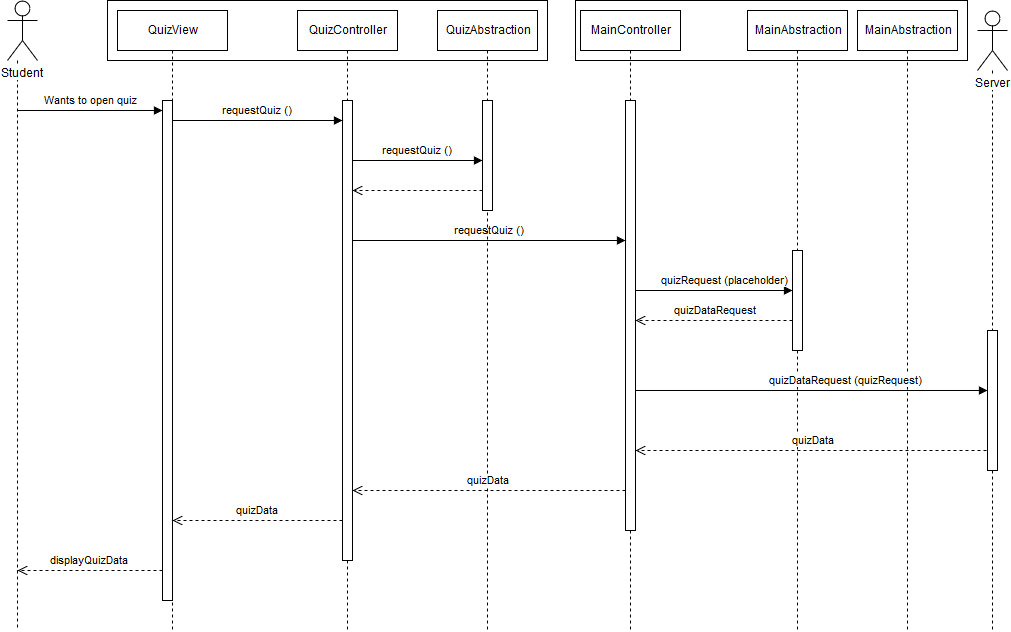 QuizView
QuizController
QuizAbstraction
MainController
MainAbstraction
MainAbstraction
Student
Server
Wants to open quiz
requestQuiz ()
requestQuiz ()
requestQuiz ()
quizRequest (placeholder)
quizDataRequest
quizDataRequest (quizRequest)
quizData
quizData
quizData
displayQuizData